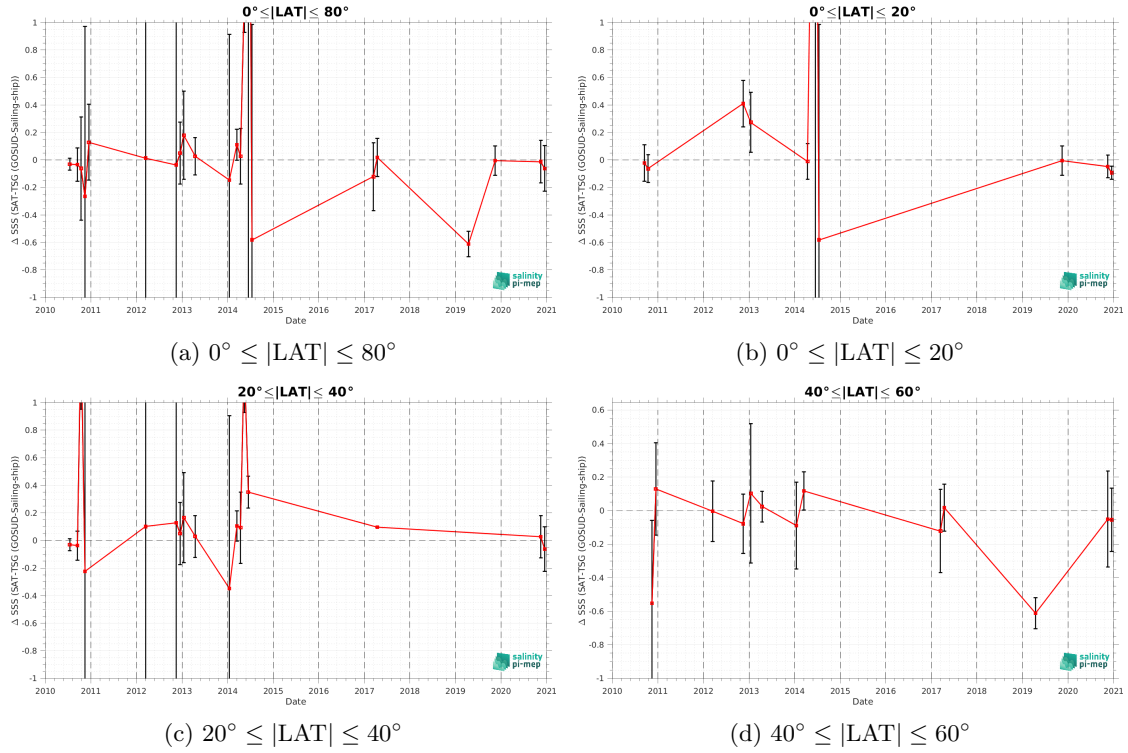 0°≤|LAT|≤ 80°
Δ SSS (SAT-TSG (GOSUD-Sailing-ship))
1
0.8
0.6
0.4
0.2
0
-0.2
-0.4
-0.6
-0.8
-1
2010 2011 2012 2013 2014 2015 2016 2017 2018 2019 2020 2021
Date
salinity
pi-mep
(a) 0° ≤ |LAT| ≤ 80°
0°≤|LAT|≤ 20°
Δ SSS (SAT-TSG (GOSUD-Sailing-ship))
1
0.8
0.6
0.4
0.2
0
-0.2
-0.4
-0.6
-0.8
-1
2010 2011 2012 2013 2014 2015 2016 2017 2018 2019 2020 2021
Date
salinity
pi-mep
(b) 0° ≤ |LAT| ≤ 20°
20°≤|LAT|≤ 40°
Δ SSS (SAT-TSG (GOSUD-Sailing-ship))
1
0.8
0.6
0.4
0.2
0
-0.2
-0.4
-0.6
-0.8
-1
2010 2011 2012 2013 2014 2015 2016 2017 2018 2019 2020 2021
Date
salinity
pi-mep
(c) 20° ≤ |LAT| ≤ 40°
40°≤|LAT|≤ 60°
Δ SSS (SAT-TSG (GOSUD-Sailing-ship))
0.6
0.4
0.2
0
-0.2
-0.4
-0.6
-0.8
-1
2010 2011 2012 2013 2014 2015 2016 2017 2018 2019 2020 2021
Date
salinity
pi-mep
(d) 40° ≤ |LAT| ≤ 60°